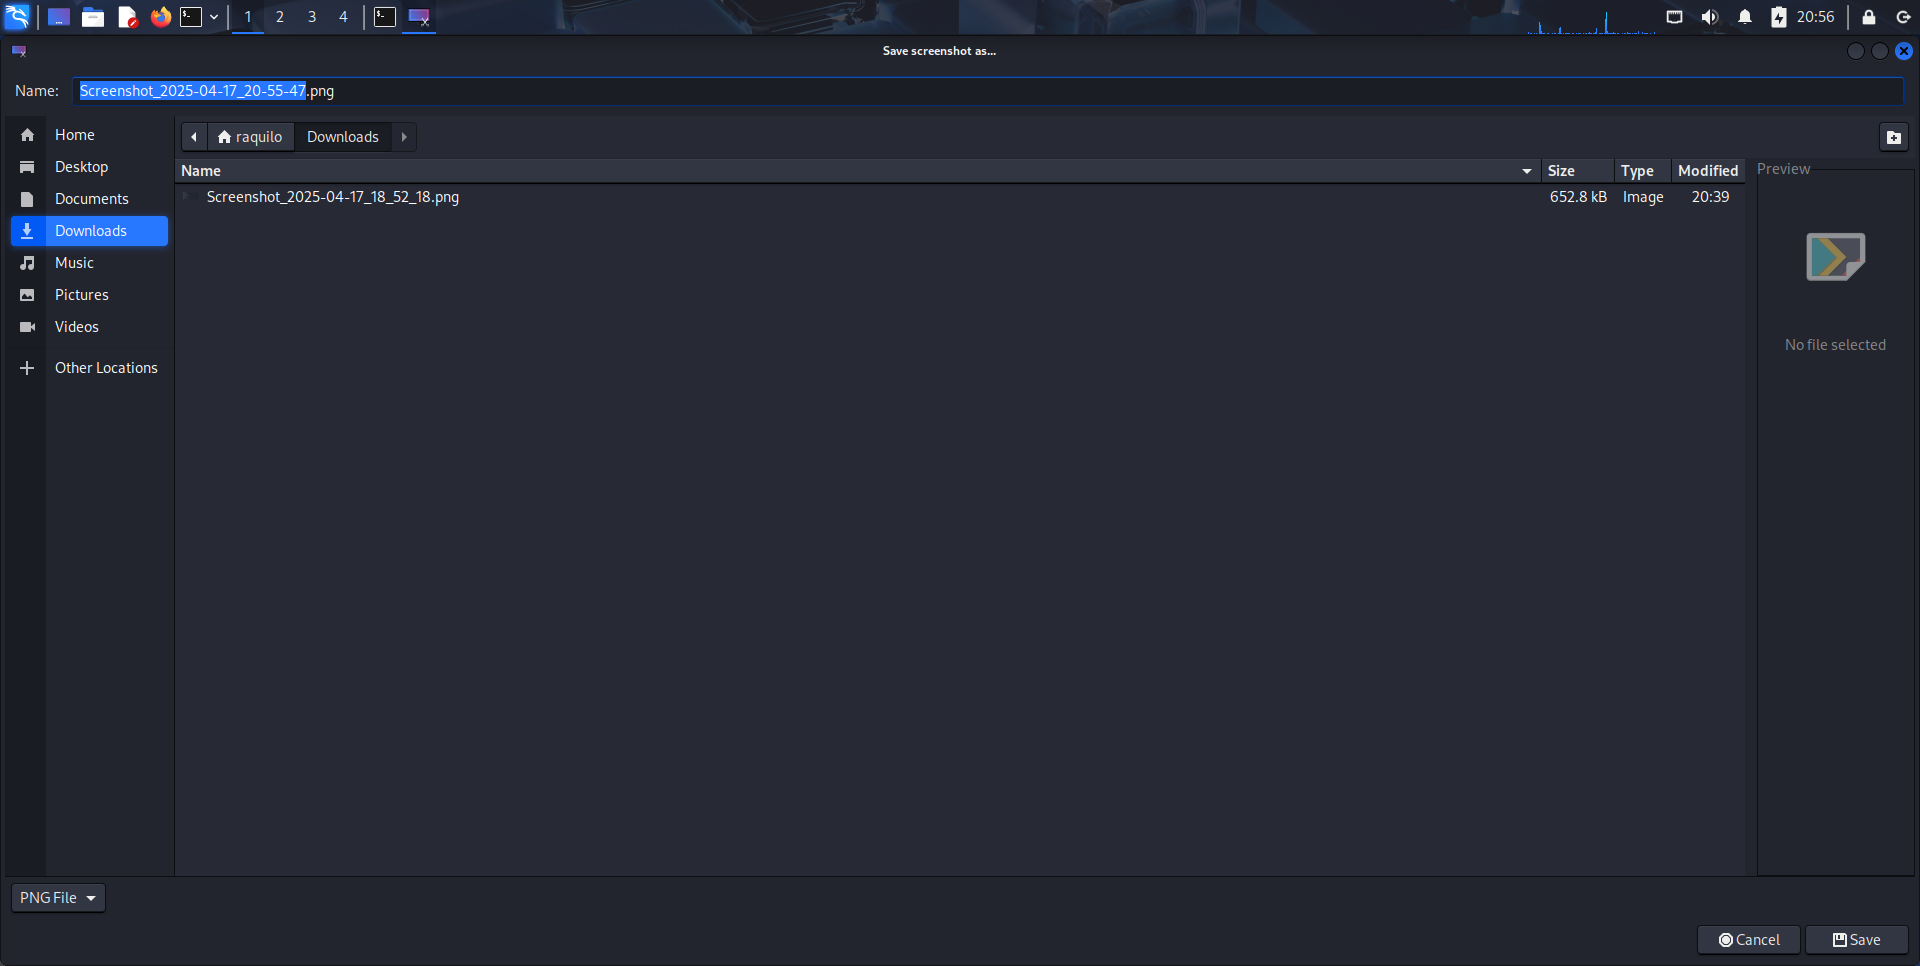 1 2 3 4 20:56
Save screenshot as...
Name: Screenshot_2025-04-17_20-55-47.png
Home
Desktop
Documents
Downloads
Music
Pictures
Videos
Other Locations
raquilo Downloads
Name Size Type Modified
Screenshot_2025-04-17_18_52_18.png 652.8 kB Image 20:39
Preview
No file selected
PNG File
Cancel Save